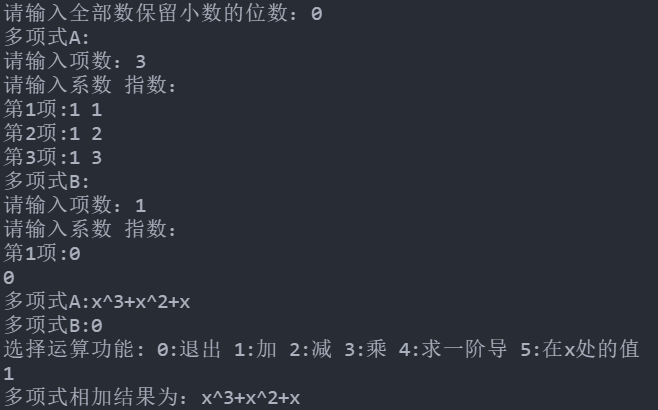 请输入全部数保留小数的位数：0
多项式A:
请输入项数：3
请输入系数 指数：
第1项:1 1
第2项:1 2
第3项:1 3
多项式B:
请输入项数：1
请输入系数 指数：
第1项:0
0
多项式A:x^3+x^2+x
多项式B:0
选择运算功能: 0:退出 1:加 2:减 3:乘 4:求一阶导 5:在x处的值
1
多项式相加结果为：x^3+x^2+x